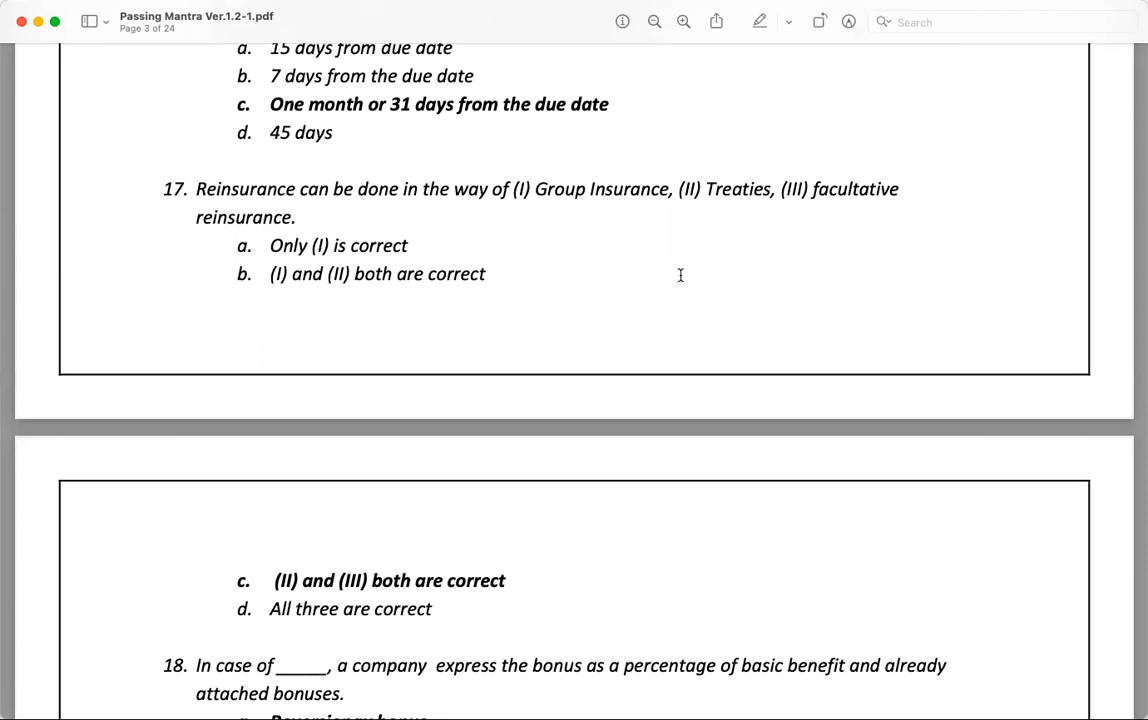 Passing Mantra Ver.1.2-1.pdf
Page 3 of 24
Search
a. 15 days from due date
b. 7 days from the due date
c. One month or 31 days from the due date
d. 45 days
17. Reinsurance can be done in the way of (I) Group Insurance, (II) Treaties, (III) facultative
reinsurance.
a. Only (I) is correct
b. (I) and (II) both are correct
c. (II) and (III) both are correct
d. All three are correct
18. In case of _____, a company express the bonus as a percentage of basic benefit and already
attached bonuses.
a. Reversionary bonus